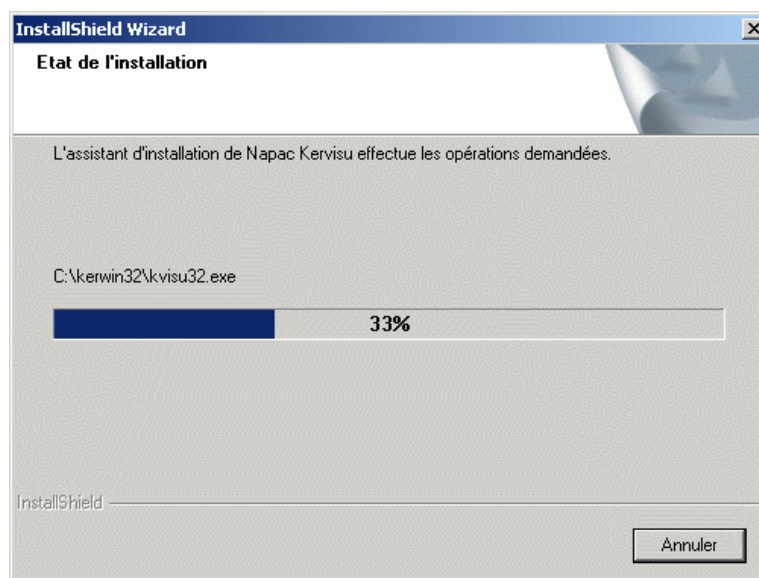 InstallShield Wizard
Etat de l'installation
L'assistant d'installation de Napac Kervisu effectue les opérations demandées.
C:\kerwin32\kvisu32.exe
33%
InstallShield
Annuler